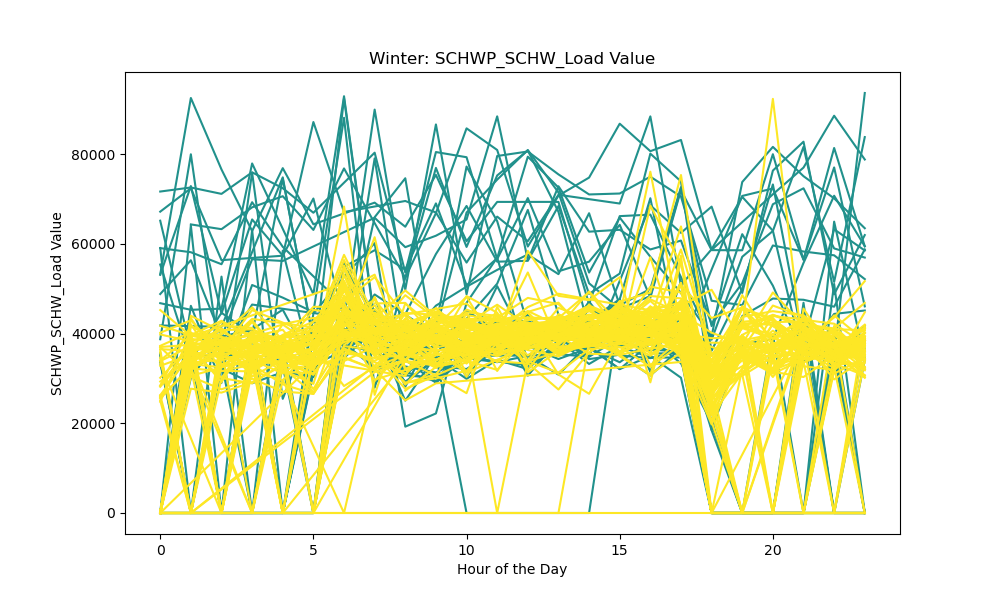 Winter: SCHWP_SCHW_Load Value
SCHWP_SCHW_Load Value
80000
60000
40000
20000
0
0 5 10 15 20
Hour of the Day